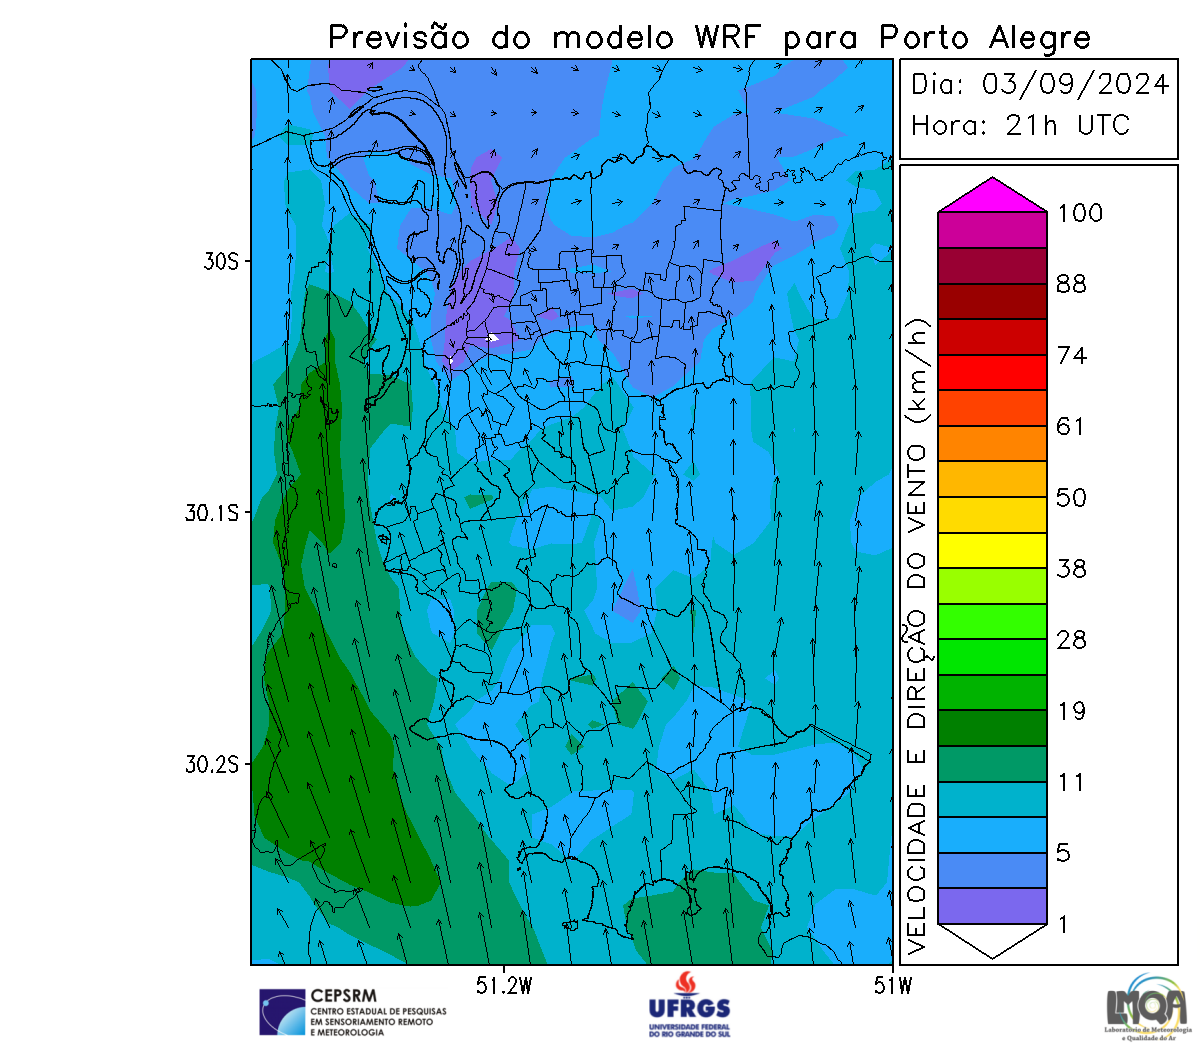 Previsão do modelo WRF para Porto Alegre
Dia: 03/09/2024
Hora: 21h UTC
100
88
74
61
50
38
28
19
11
5
1
VELOCIDADE E DIREÇÃO DO VENTO (km/h)
30S
30.1S
30.2S
51.2W
51W
CEPSRM
CENTRO ESTADUAL DE PESQUISAS
EM SENSORIAMENTO REMOTO
E METEOROLOGIA
UFRGS
UNIVERSIDADE FEDERAL
DO RIO GRANDE DO SUL
LMQA
Laboratório de Meteorologia
e Qualidade do Ar